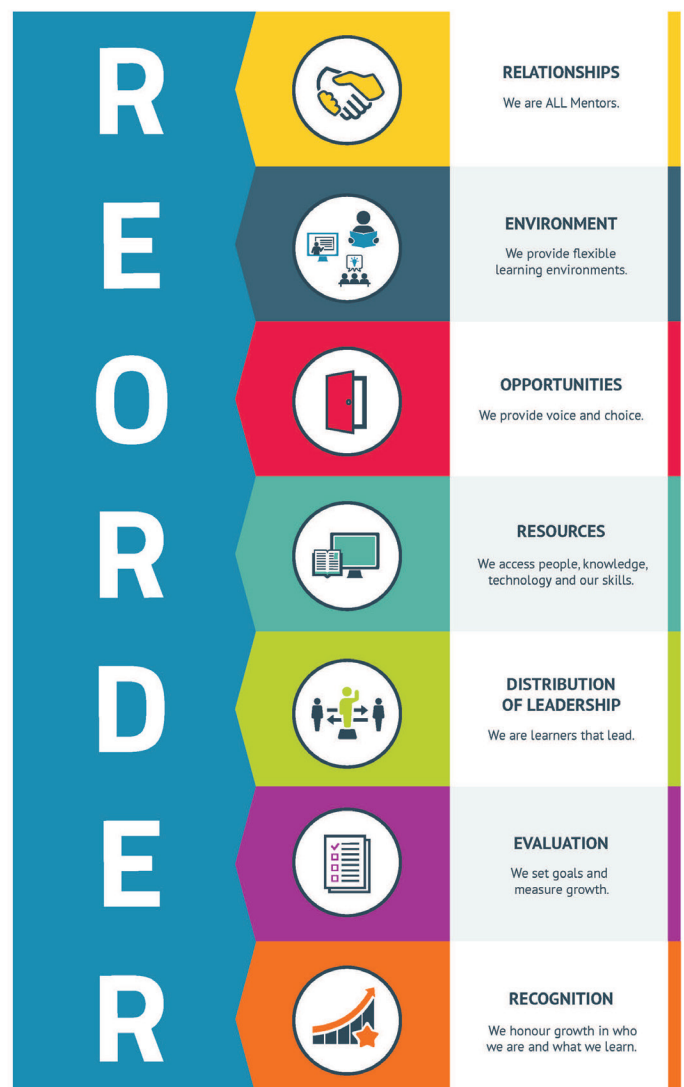 R
RELATIONSHIPS
We are ALL Mentors.
E
ENVIRONMENT
We provide flexible
learning environments.
O
OPPORTUNITIES
We provide voice and choice.
R
RESOURCES
We access people, knowledge,
technology and our skills.
D
DISTRIBUTION
OF LEADERSHIP
We are learners that lead.
E
EVALUATION
We set goals and
measure growth.
R
RECOGNITION
We honour growth in who
we are and what we learn.